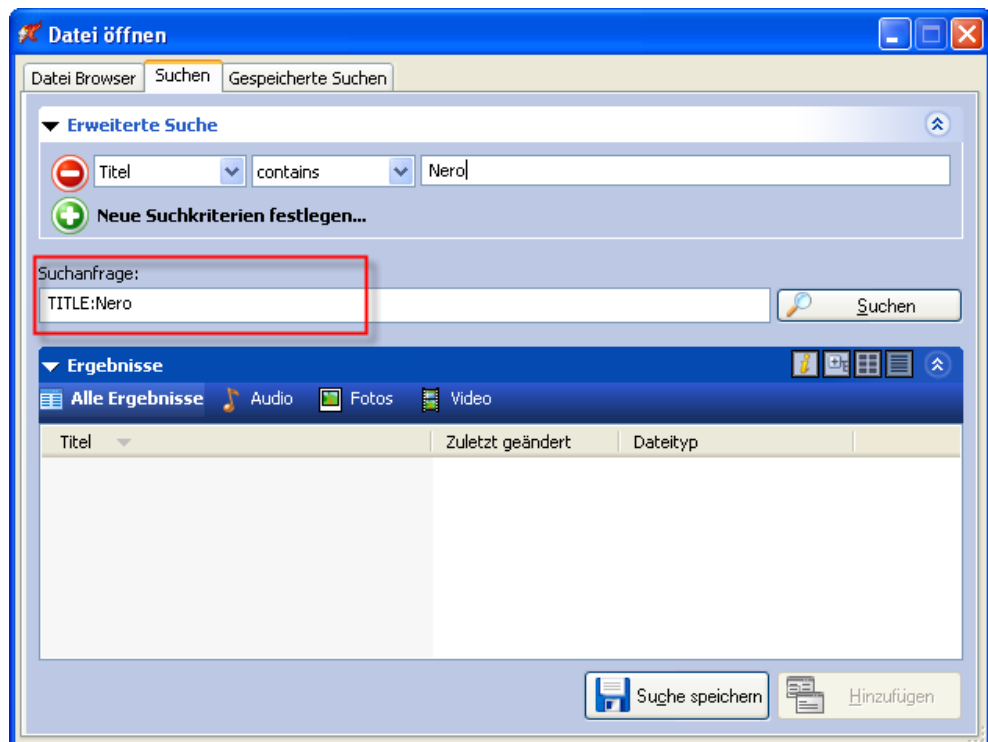 Datei öffnen
Datei Browser Suchen Gespeicherte Suchen
Erweiterte Suche
Titel contains Nero
Neue Suchkriterien festlegen...
Suchanfrage:
TITLE:Nero Suchen
Ergebnisse
Alle Ergebnisse Audio Fotos Video
Titel Zuletzt geändert Dateityp
Suche speichern Hinzufügen